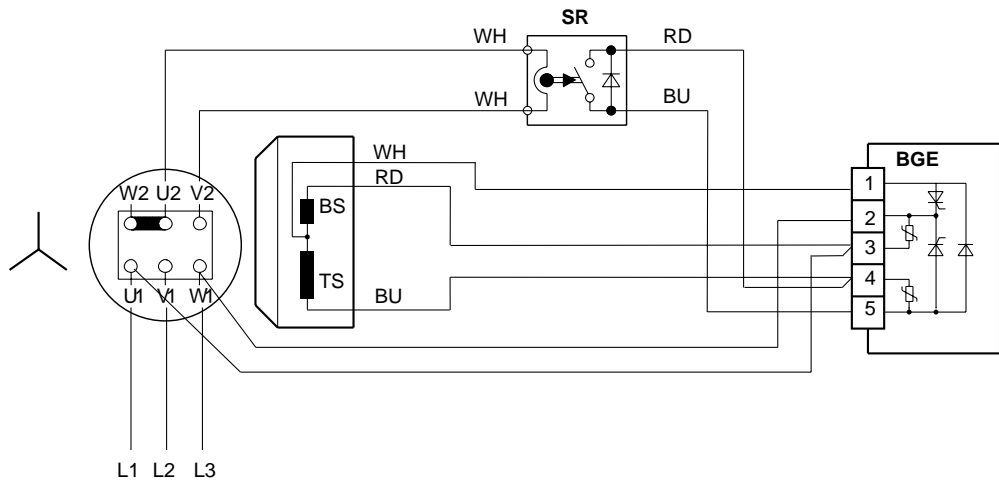 SR
WH
RD
WH
BU
BGE
WH
RD
1
W2 U2 V2
BS
2
3
TS
4
U1 V1 W1
BU
5
L1 L2 L3